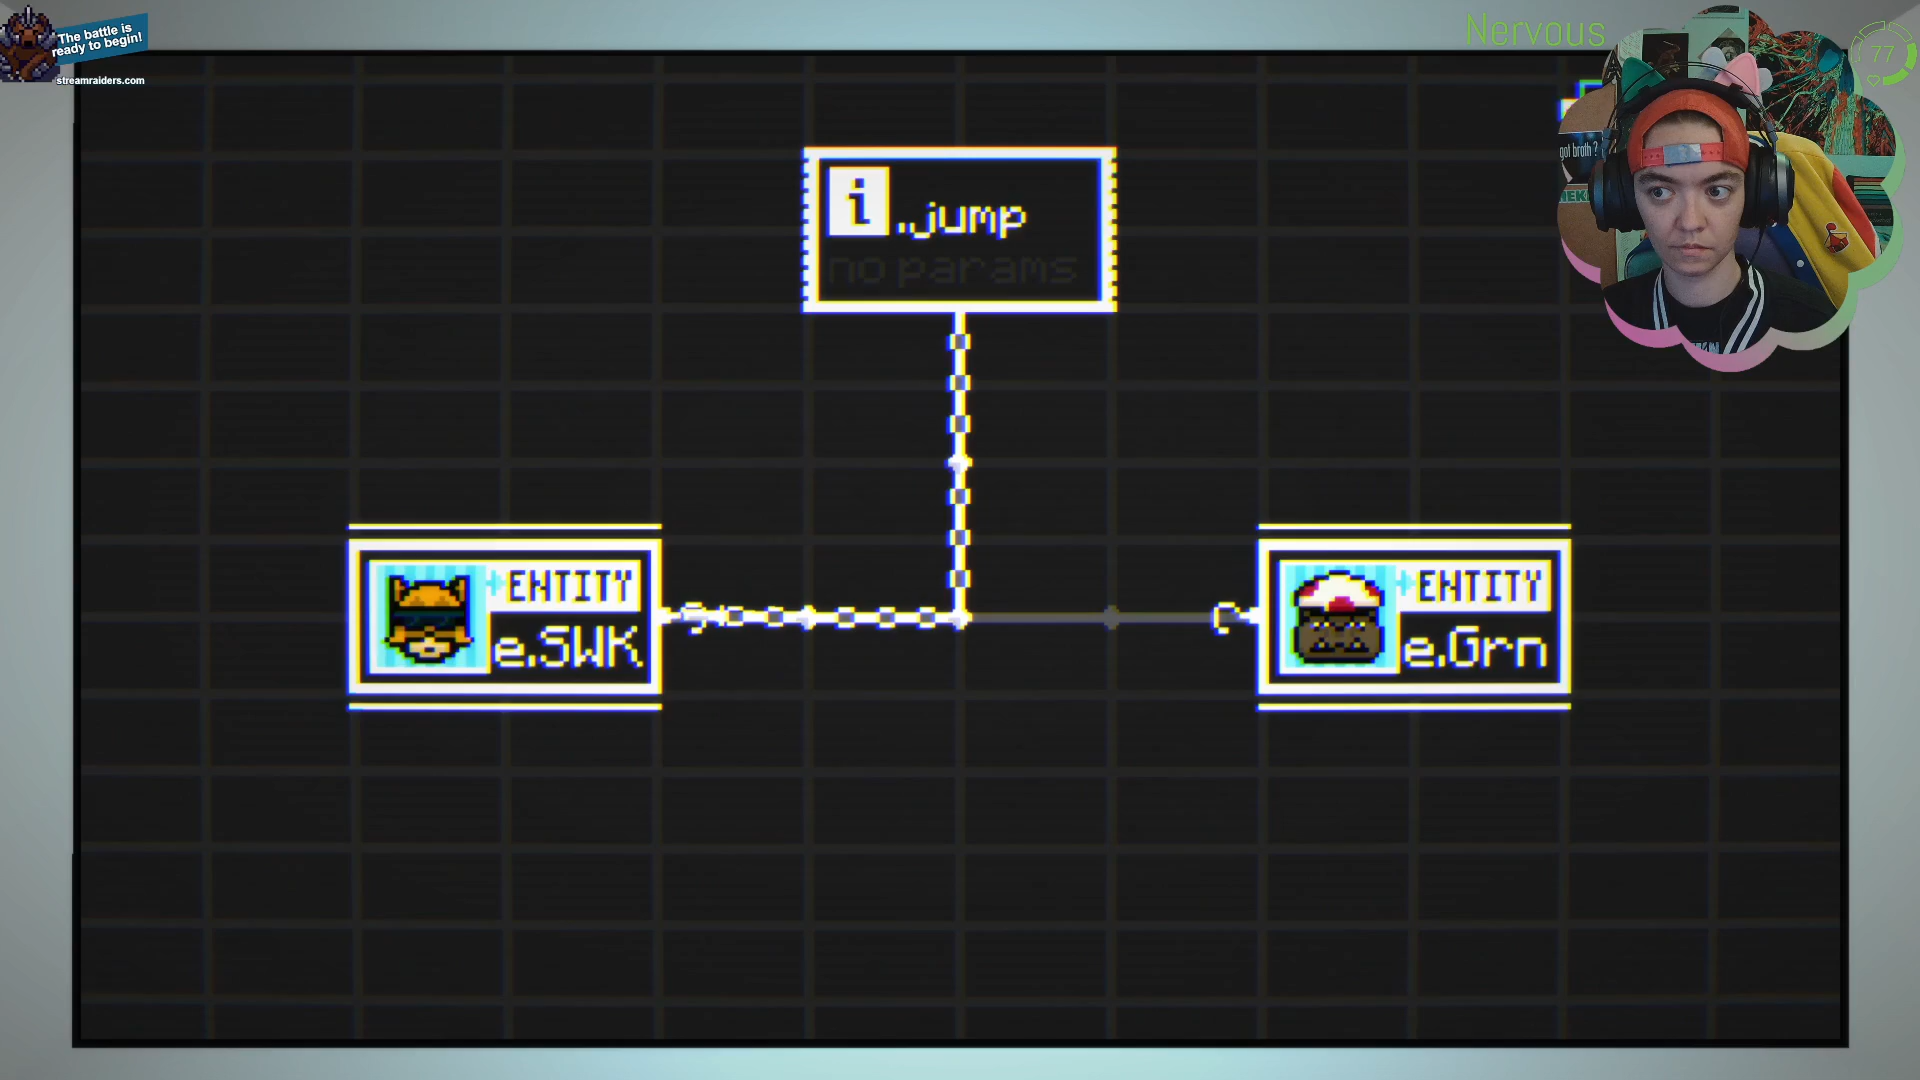 The battle is
ready to begin!
streamraiders.com
Nervous
77
got broth ?
i ..jump
no params
ENTITY
e.SWK
ENTITY
e.Grn